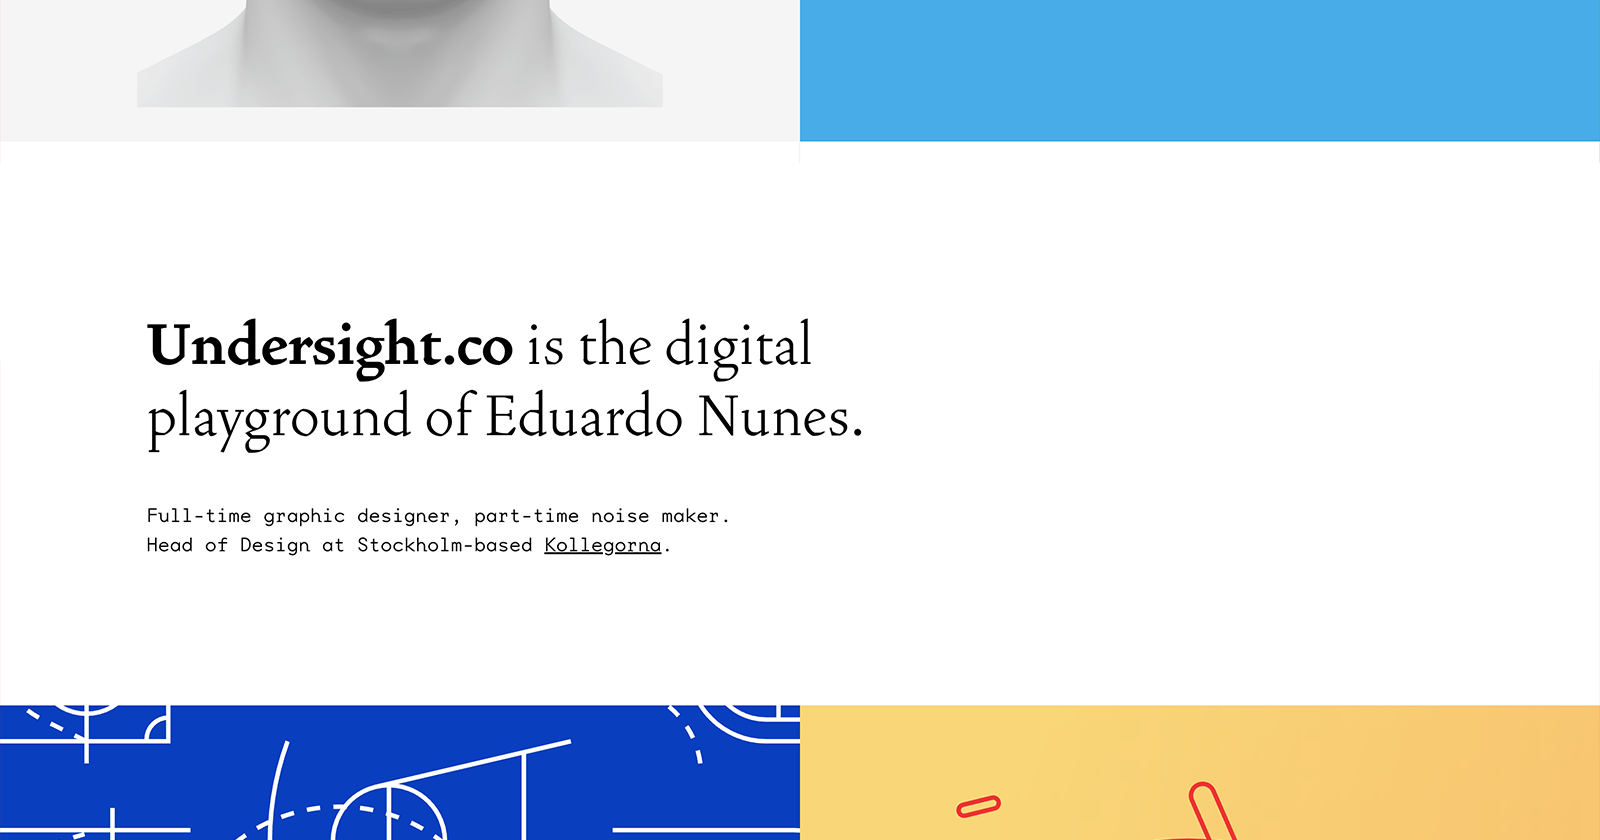 Undersight.co is the digital
playground of Eduardo Nunes.
Full-time graphic designer, part-time noise maker.
Head of Design at Stockholm-based Kollegorna.